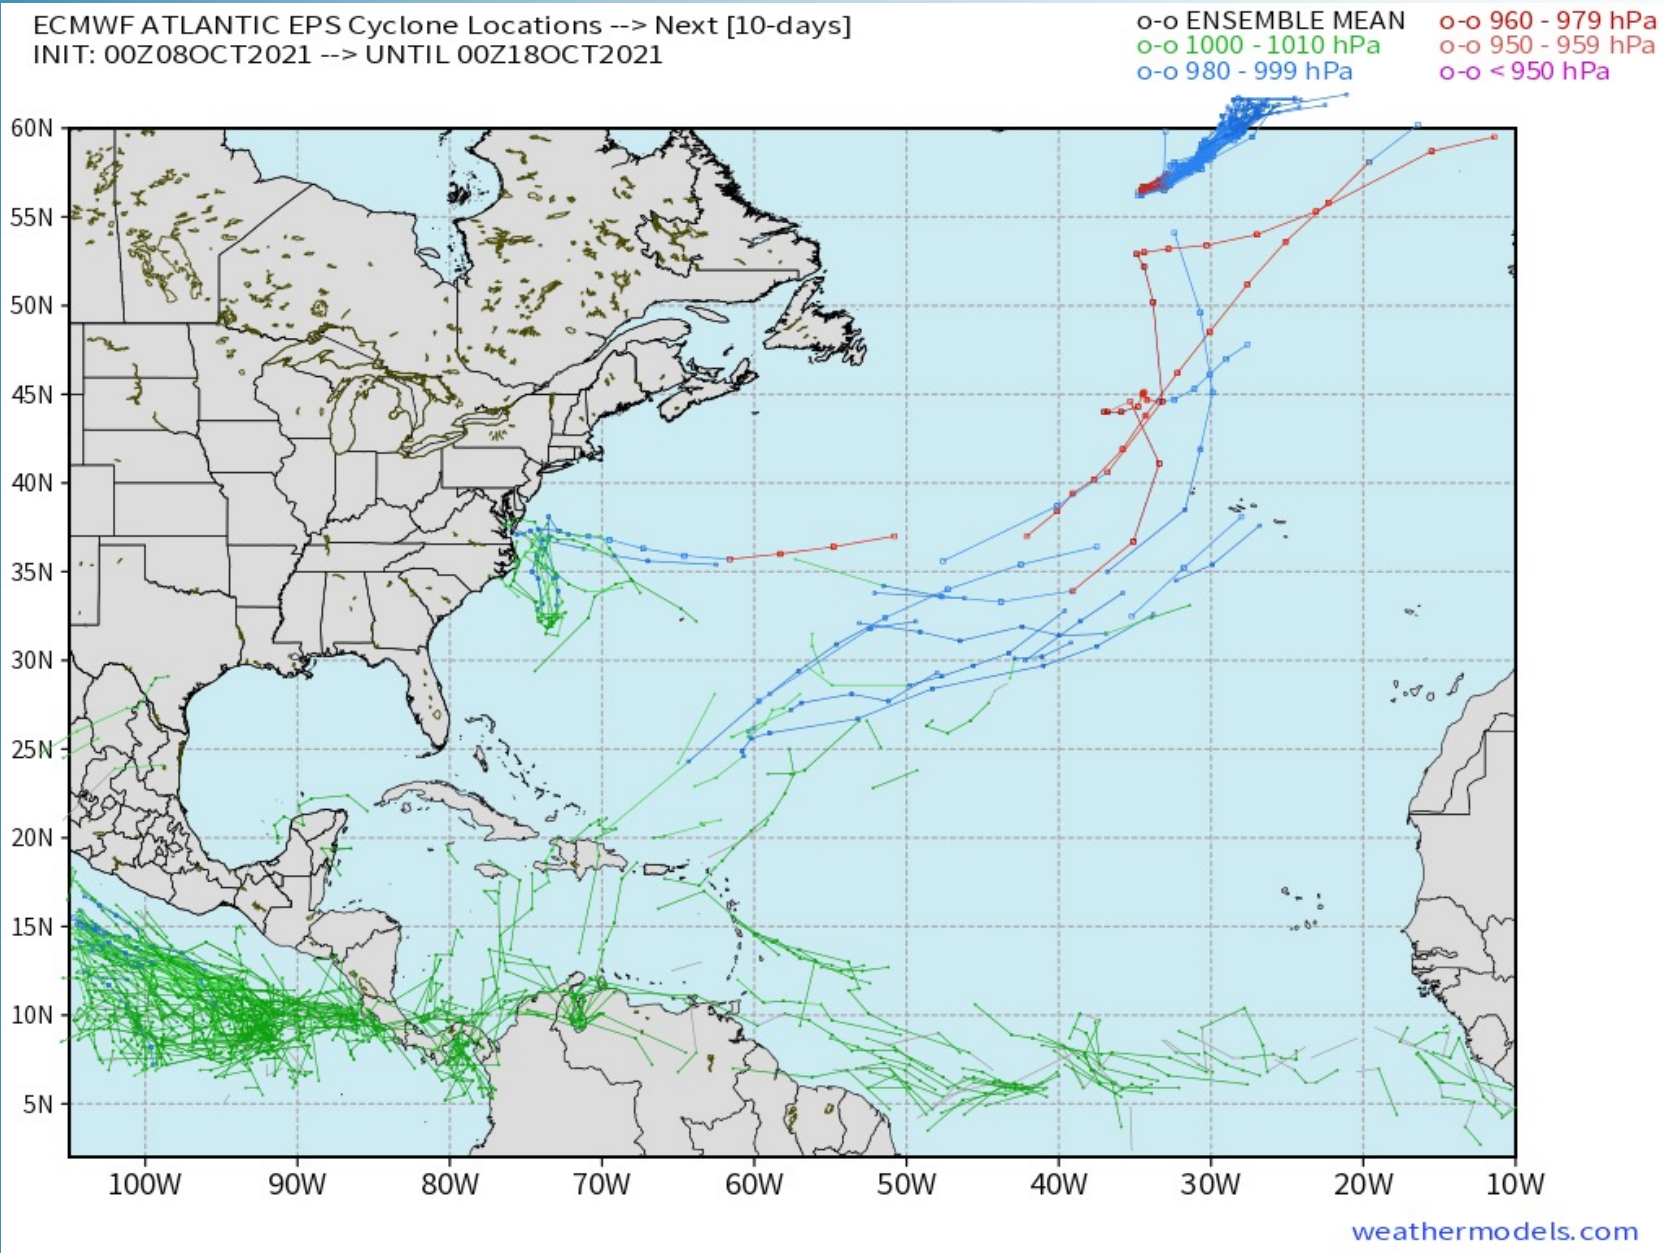 ECMWF ATLANTIC EPS Cyclone Locations --> Next [10-days]
INIT: 00Z08OCT2021 --> UNTIL 00Z18OCT2021
o-o ENSEMBLE MEAN
o-o 1000 - 1010 hPa
o-o 980 - 999 hPa
o-o 960 - 979 hPa
o-o 950 - 959 hPa
o-o < 950 hPa
60N
55N
50N
45N
40N
35N
30N
25N
20N
15N
10N
5N
100W 90W 80W 70W 60W 50W 40W 30W 20W 10W
weathermodels.com